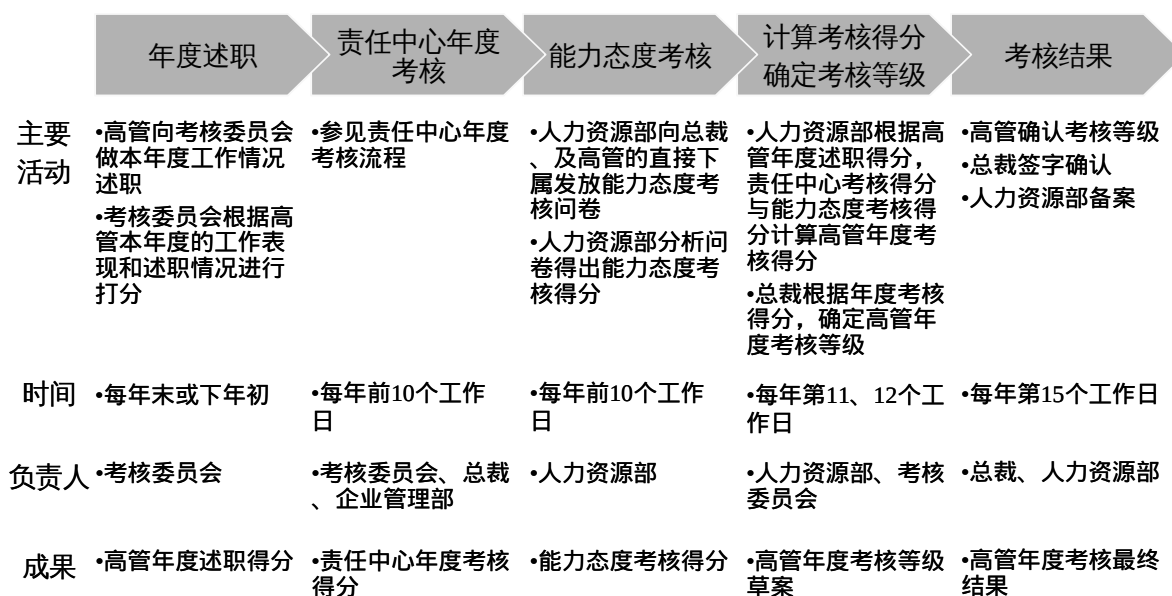 年度述职
责任中心年度
考核
能力态度考核
计算考核得分
确定考核等级
考核结果
主要
活动
•高管向考核委员会
做本年度工作情况
述职
•考核委员会根据高
管本年度的工作表
现和述职情况进行
打分
•参见责任中心年度
考核流程
•人力资源部向总裁
、及高管的直接下
属发放能力态度考
核问卷
•人力资源部分析问
卷得出能力态度考
核得分
•人力资源部根据高
管年度述职得分，
责任中心考核得分
与能力态度考核得
分计算高管年度考
核得分
•总裁根据年度考核
得分，确定高管年
度考核等级
•高管确认考核等级
•总裁签字确认
•人力资源部备案
时间
•每年末或下年初
•每年前10个工作
日
•每年前10个工作
日
•每年第11、12个工
作日
•每年第15个工作日
负责人
•考核委员会
•考核委员会、总裁
、企业管理部
•人力资源部
•人力资源部、考核
委员会
•总裁、人力资源部
成果
•高管年度述职得分
•责任中心年度考核
得分
•能力态度考核得分
•高管年度考核等级
草案
•高管年度考核最终
结果